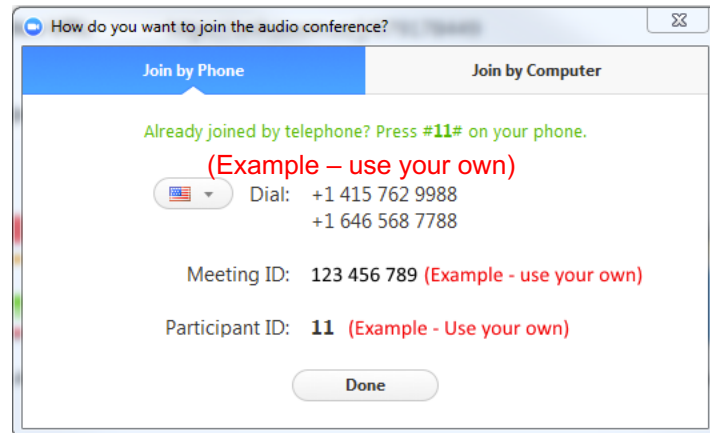 How do you want to join the audio conference?
Join by Phone
Join by Computer
Already joined by telephone? Press #11# on your phone.
(Example – use your own)
Dial: +1 415 762 9988
+1 646 568 7788
Meeting ID: 123 456 789 (Example - use your own)
Participant ID: 11 (Example - Use your own)
Done